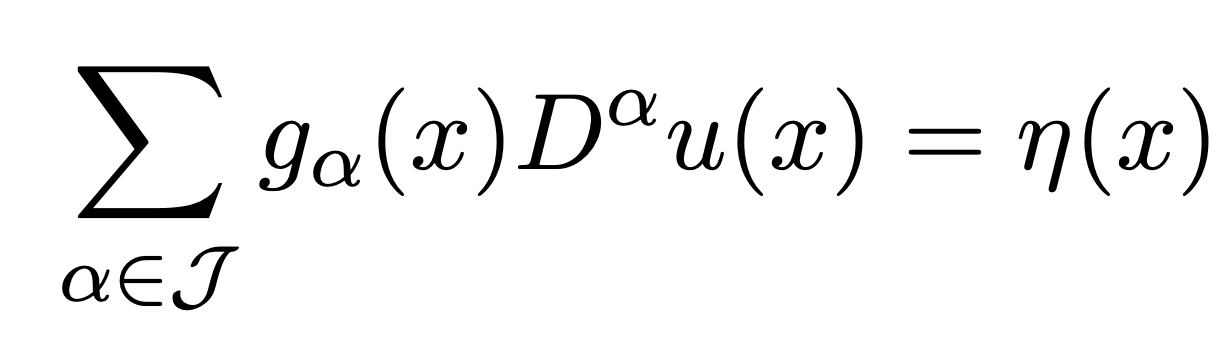 \sum_{\alpha \in \mathcal{J}} g_\alpha(x) D^\alpha u(x) = \eta(x)